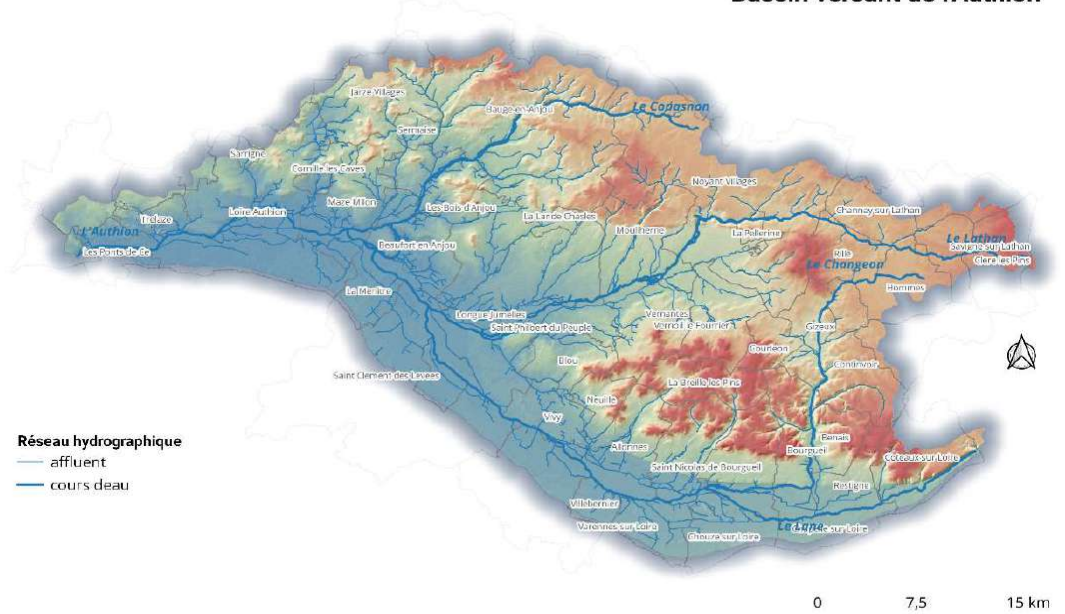 Bassin versant de l'Authion
Le Couasnon
Jarzé Villages
Baugé-en-Anjou
Sermaise
Sarrigné
Cornille les Caves
Noyant Villages
Mazé Milon
Les Bois d'Anjou
Loire Authion
La Lande Chasles
Channay sur Lathan
Trélazé
L'Authion
Mouliherne
La Pellerine
Le Lathan
Beaufort en Anjou
Savigné sur Lathan
Les Ponts de Cé
Rillé
Cléré les Pins
Le Changeon
Hommes
La Ménitré
Longué Jumelles
Vernantes
Saint Philbert du Peuple
Vernoil le Fourrier
Gizeux
Courléon
Blou
Continvoir
Saint Clément des Levées
La Breille les Pins
Neuillé
Vivy
Benais
Allonnes
Bourgueil
Réseau hydrographique
Coteaux sur Loire
affluent
Saint Nicolas de Bourgueil
cours deau
Restigné
Villebernier
Varennes sur Loire
Le Lane
sur Loire
Chouzé sur Loire
0 7,5 15 km